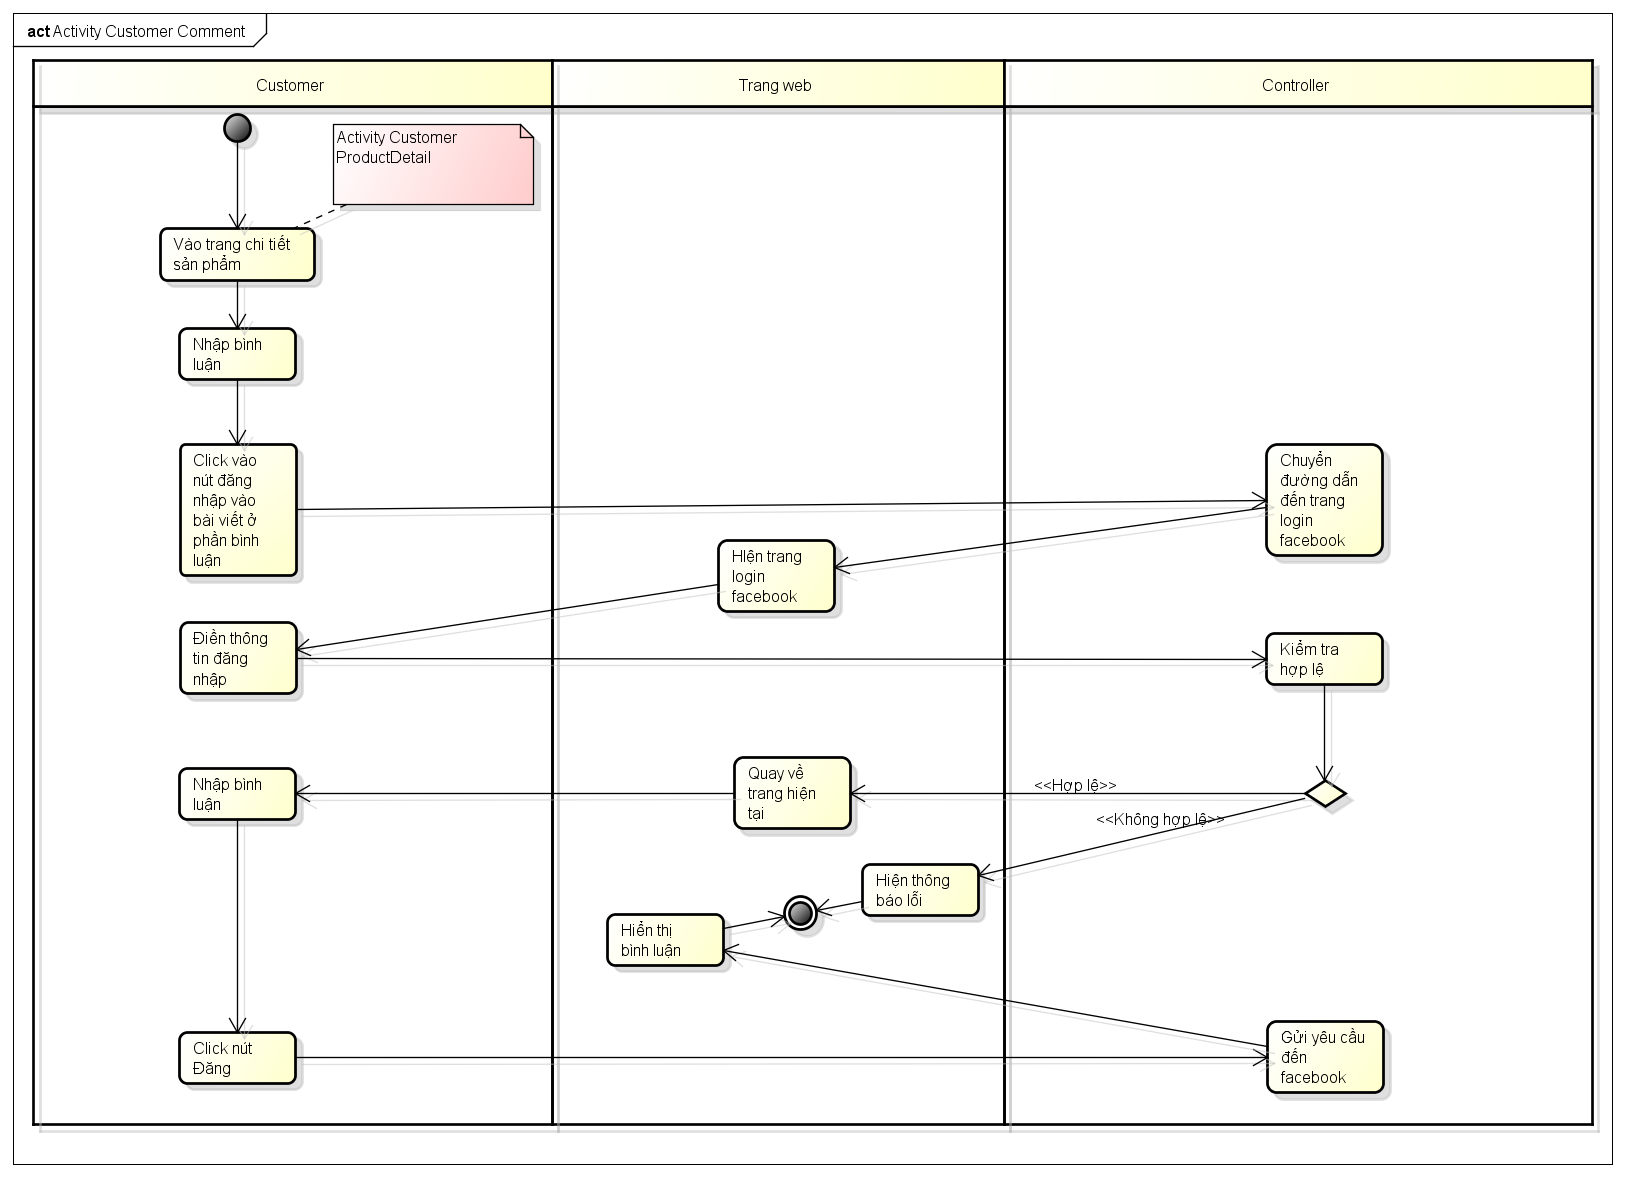 act Activity Customer Comment
Customer
Trang web
Controller
Activity Customer
ProductDetail
Vào trang chi tiết
sản phẩm
Nhập bình
luận
Click vào
nút đăng
nhập vào
bài viết ở
phần bình
luận
Chuyển
đường dẫn
đến trang
login
facebook
HIện trang
login
facebook
Điền thông
tin đăng
nhập
Kiểm tra
hợp lệ
<<Hợp lệ>>
<<Không hợp lệ>>
Quay về
trang hiện
tại
Nhập bình
luận
Hiện thông
báo lỗi
Hiển thị
bình luận
Click nút
Đăng
Gửi yêu cầu
đến
facebook